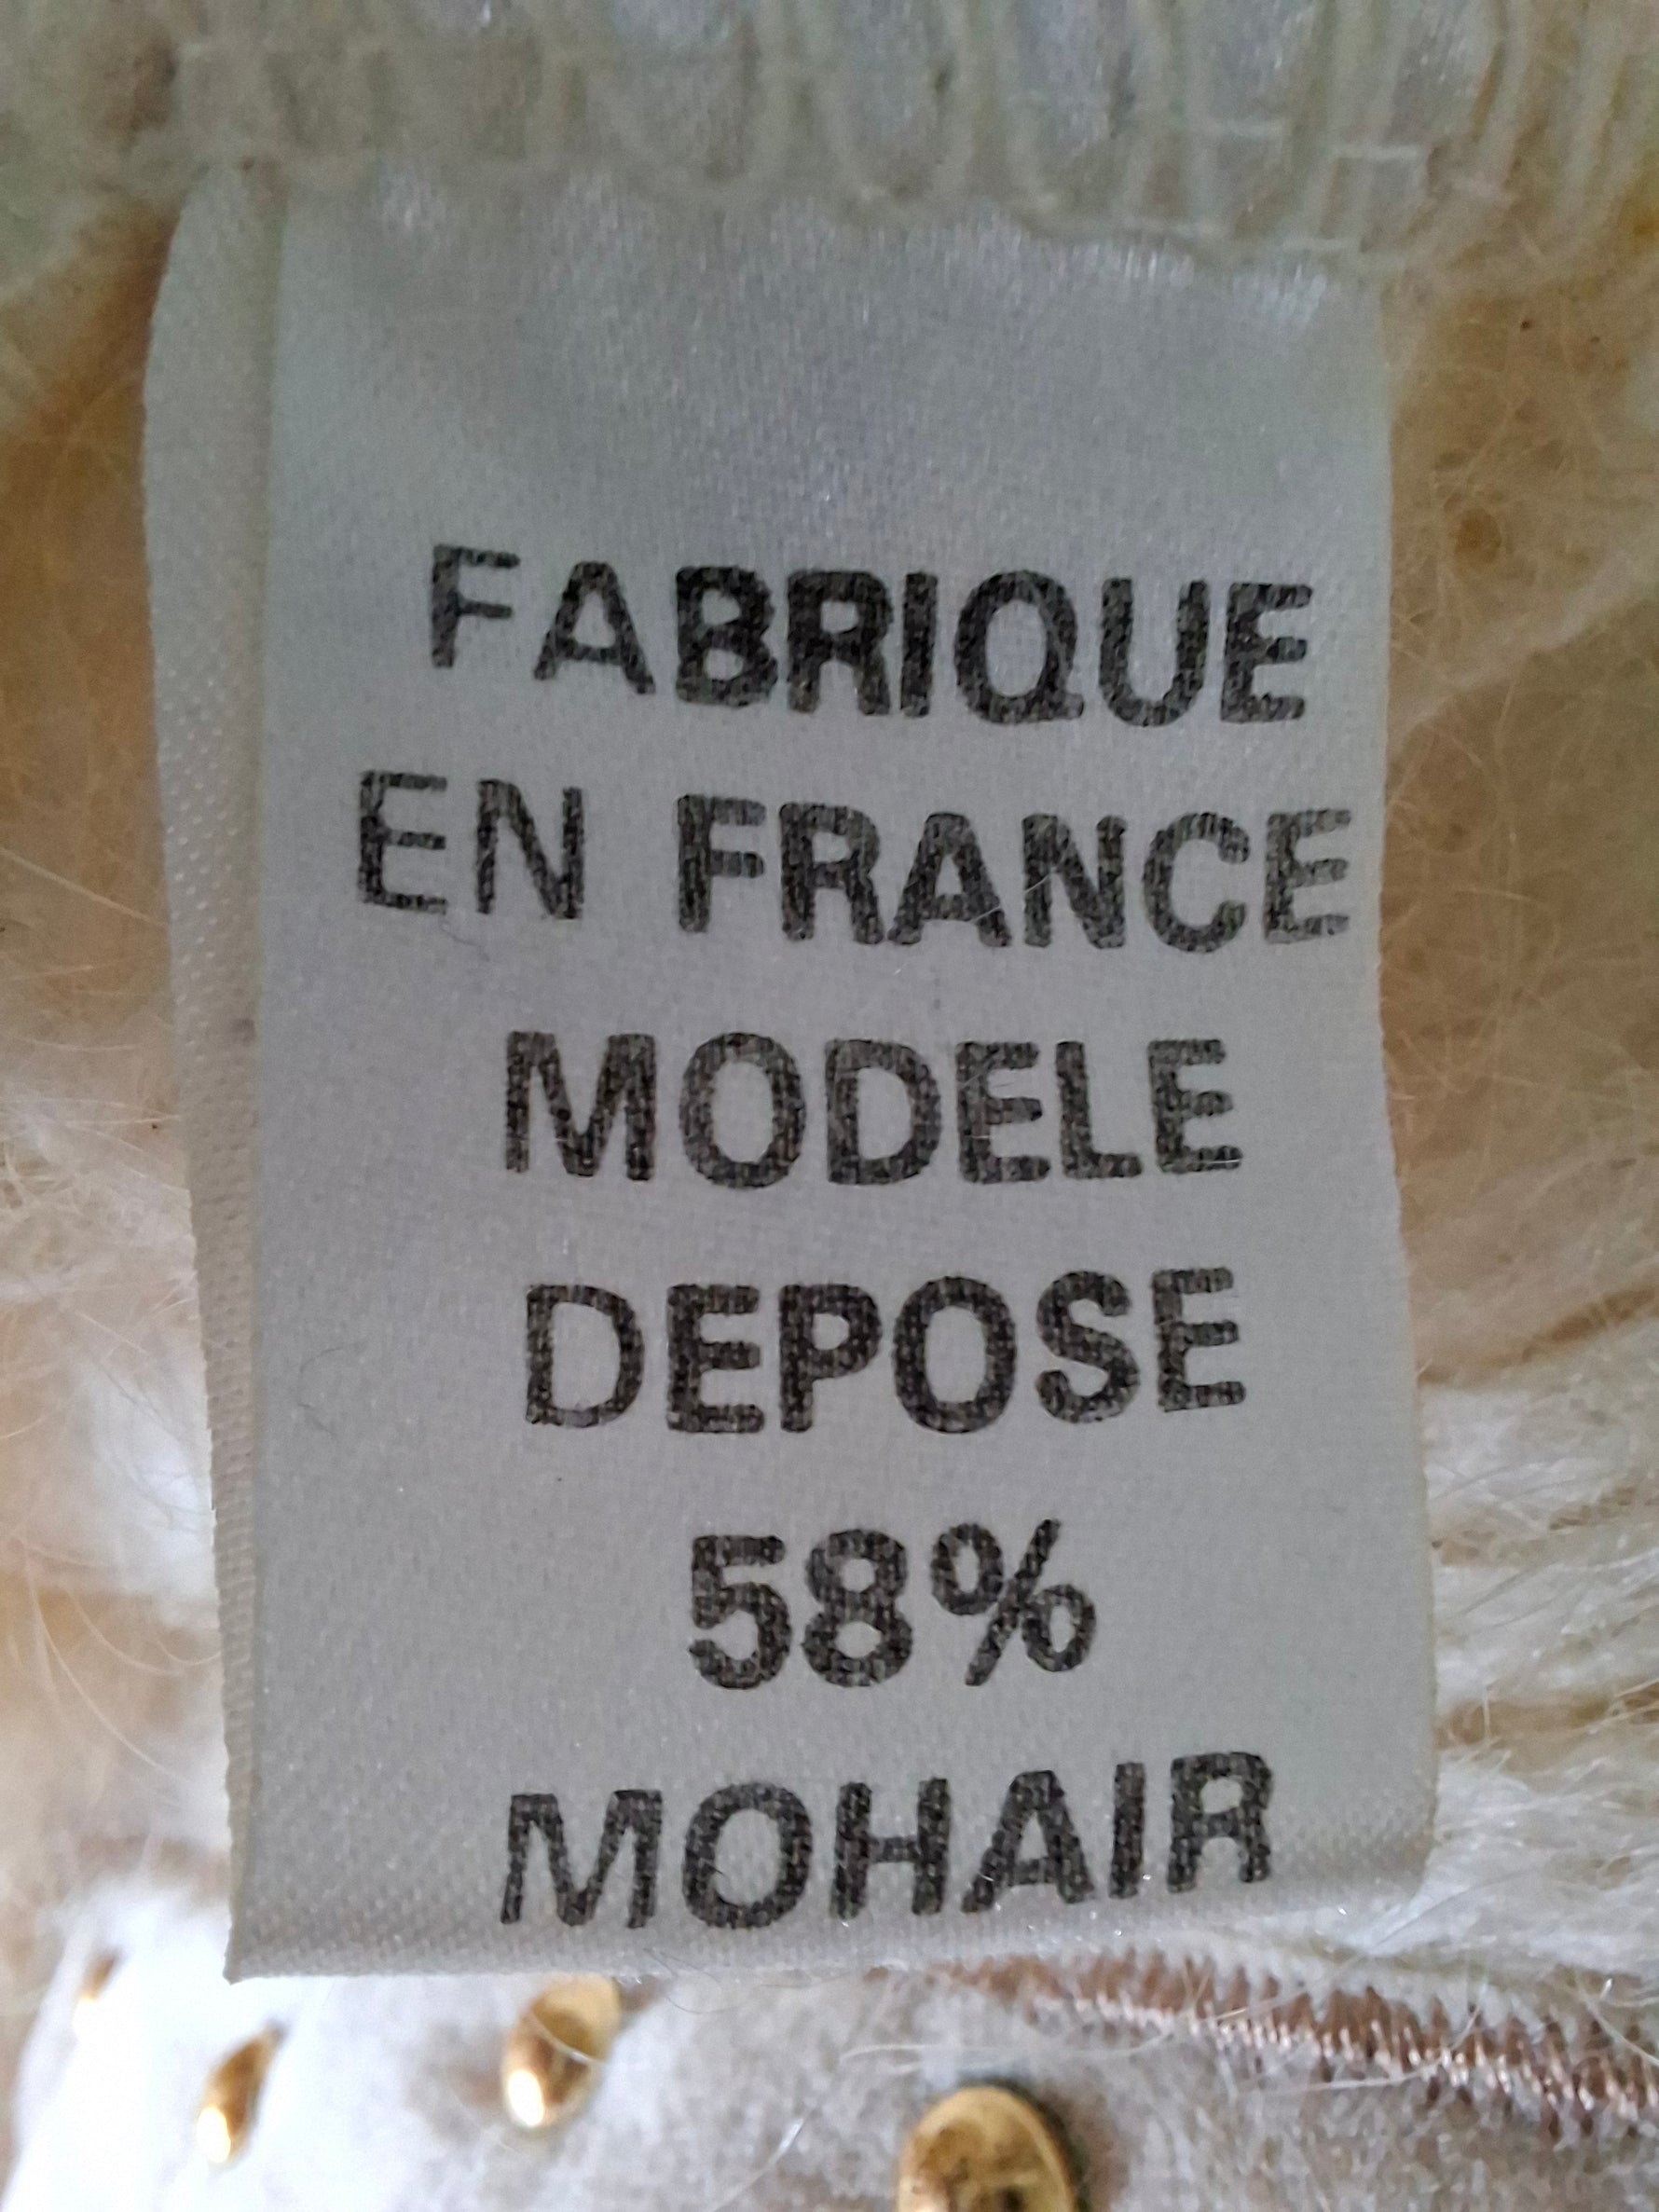 FABRIQUE
EN FRANCE
MODELE
DEPOSE
58%
MOHAIR